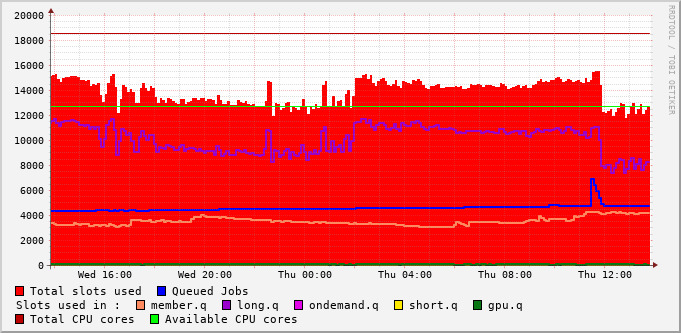 RRDTOOL / TOBI OETIKER
20000
18000
16000
14000
12000
10000
8000
6000
4000
2000
0
Wed 16:00 Wed 20:00 Thu 00:00 Thu 04:00 Thu 08:00 Thu 12:00
Total slots used Queued Jobs
Slots used in : member.q long.q ondemand.q short.q gpu.q
Total CPU cores Available CPU cores